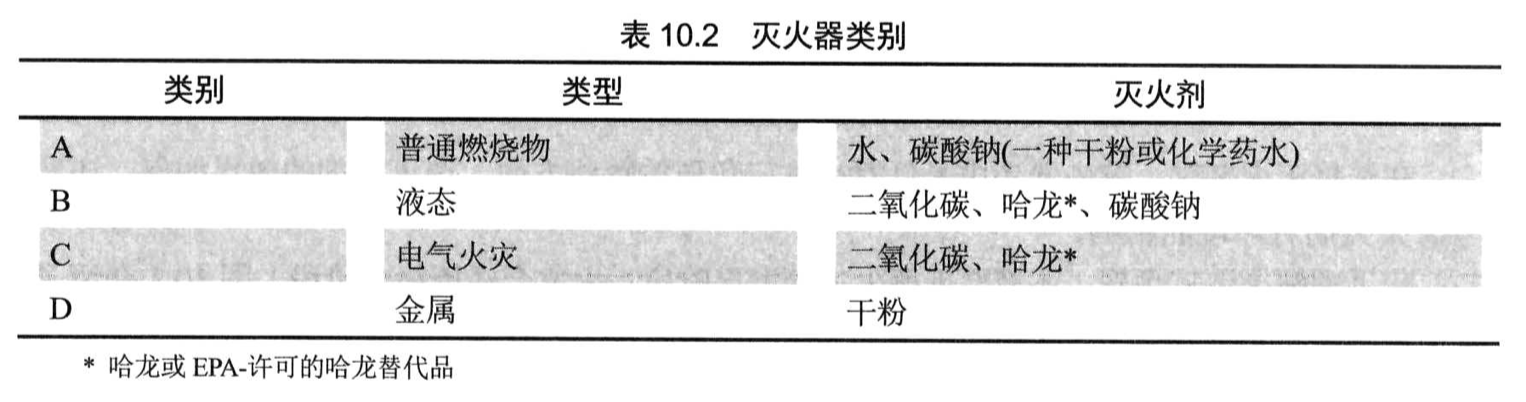 表 10.2 灭火器类别
类别 类型 灭火剂
A 普通燃烧物 水、碳酸钠(一种干粉或化学药水)
B 液态 二氧化碳、哈龙*、碳酸钠
C 电气火灾 二氧化碳、哈龙*
D 金属 干粉
* 哈龙或 EPA-许可的哈龙替代品